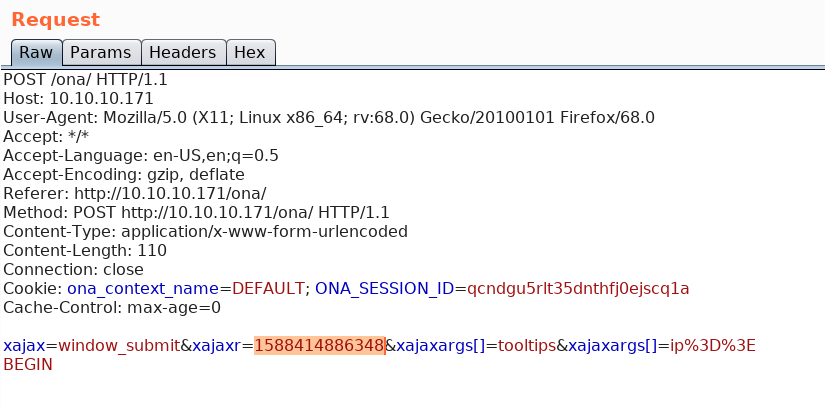 Request
Raw Params Headers Hex
POST /ona/ HTTP/1.1
Host: 10.10.10.171
User-Agent: Mozilla/5.0 (X11; Linux x86_64; rv:68.0) Gecko/20100101 Firefox/68.0
Accept: */*
Accept-Language: en-US,en;q=0.5
Accept-Encoding: gzip, deflate
Referer: http://10.10.10.171/ona/
Method: POST http://10.10.10.171/ona/ HTTP/1.1
Content-Type: application/x-www-form-urlencoded
Content-Length: 110
Connection: close
Cookie: ona_context_name=DEFAULT; ONA_SESSION_ID=qcndgu5rlt35dnthfj0ejscq1a
Cache-Control: max-age=0
xajax=window_submit&xajaxr=1588414886348&xajaxargs[]=tooltips&xajaxargs[]=ip%3D%3E
BEGIN